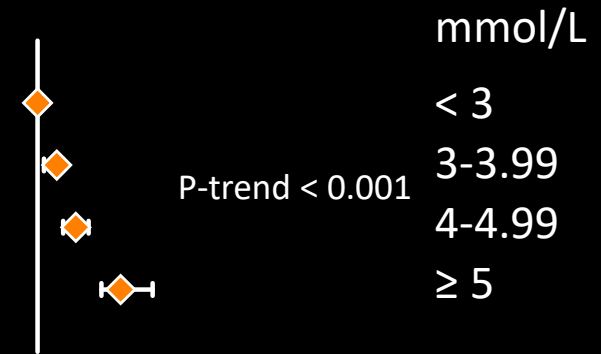 mmol/L
< 3
3-3.99
P-trend < 0.001
4-4.99
≥ 5